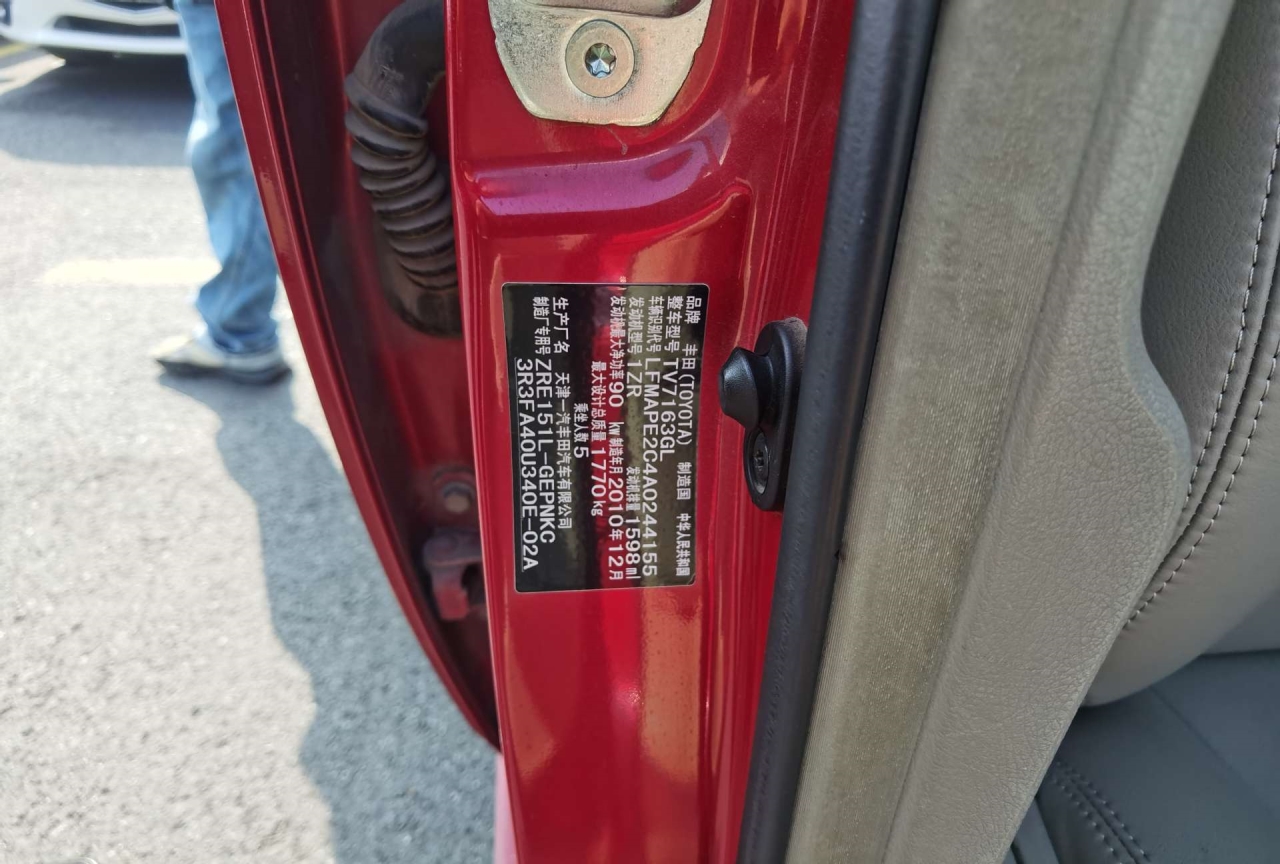 品牌 丰田(TOYOTA) 制造国 中华人民共和国
整车型号 TV7163GL
车辆识别代号 LFMAPE2C4A0244155
发动机型号 1ZR 发动机排量 1598 ml
发动机最大净功率 90 kW 制造年月 2010年12月
最大设计总质量 1770kg
乘坐人数 5
生产厂名 天津一汽丰田汽车有限公司
制造厂专用号 ZRE151L-GEPNKC
3R3FA40U340E-02A